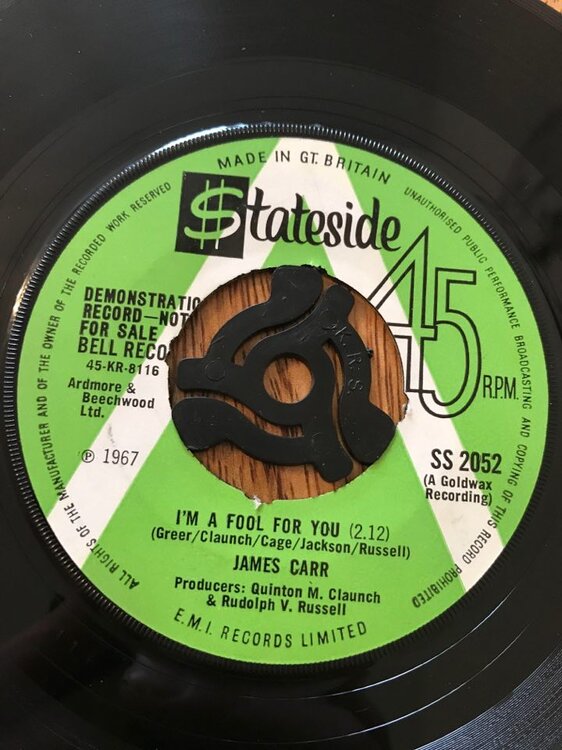 MADE IN GT. BRITAIN
$tateside
45
R.P.M.
DEMONSTRATIO
RECORD—NOT
FOR SALE
BELL RECO
45-KR-8116
Ardmore &
Beechwood
Ltd.
℗ 1967
SS 2052
(A Goldwax
Recording)
I'M A FOOL FOR YOU (2.12)
(Greer/Claunch/Cage/Jackson/Russell)
JAMES CARR
Producers: Quinton M. Claunch
& Rudolph V. Russell
E.M.I. RECORDS LIMITED
ALL RIGHTS OF THE MANUFACTURER AND OF THE OWNER OF THE RECORDED WORK RESERVED
UNAUTHORISED PUBLIC PERFORMANCE BROADCASTING AND COPYING OF THIS RECORD PROHIBITED